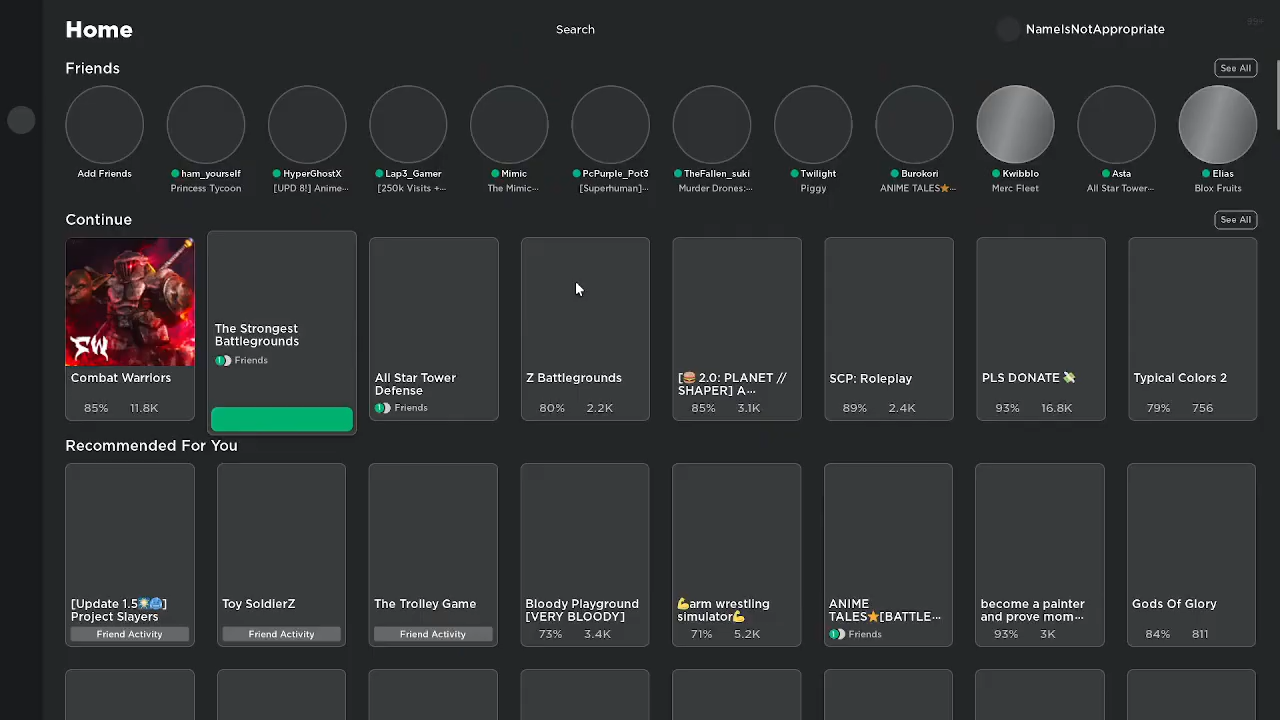 Home
Search
NameIsNotAppropriate
99+
Friends
See All
Add Friends
ham_yourself
Princess Tycoon
HyperGhostX
[UPD 8!] Anime...
Lap3_Gamer
[250k Visits +...
Mimic
The Mimic...
PcPurple_Pot3
[Superhuman]...
TheFallen_suki
Murder Drones:...
Twilight
Piggy
Burokori
ANIME TALES⭐...
Kwibblo
Merc Fleet
Asta
All Star Tower...
Elias
Blox Fruits
Continue
See All
Combat Warriors
85% 11.8K
The Strongest
Battlegrounds
1 Friends
All Star Tower
Defense
1 Friends
Z Battlegrounds
80% 2.2K
[🍔 2.0: PLANET //
SHAPER] A...
85% 3.1K
SCP: Roleplay
89% 2.4K
PLS DONATE 💸
93% 16.8K
Typical Colors 2
79% 756
Recommended For You
[Update 1.5☀️🥶]
Project Slayers
Friend Activity
Toy SoldierZ
Friend Activity
The Trolley Game
Friend Activity
Bloody Playground
[VERY BLOODY]
73% 3.4K
💪arm wrestling
simulator💪
71% 5.2K
ANIME
TALES⭐[BATTLE...
1 Friends
become a painter
and prove mom...
93% 3K
Gods Of Glory
84% 811